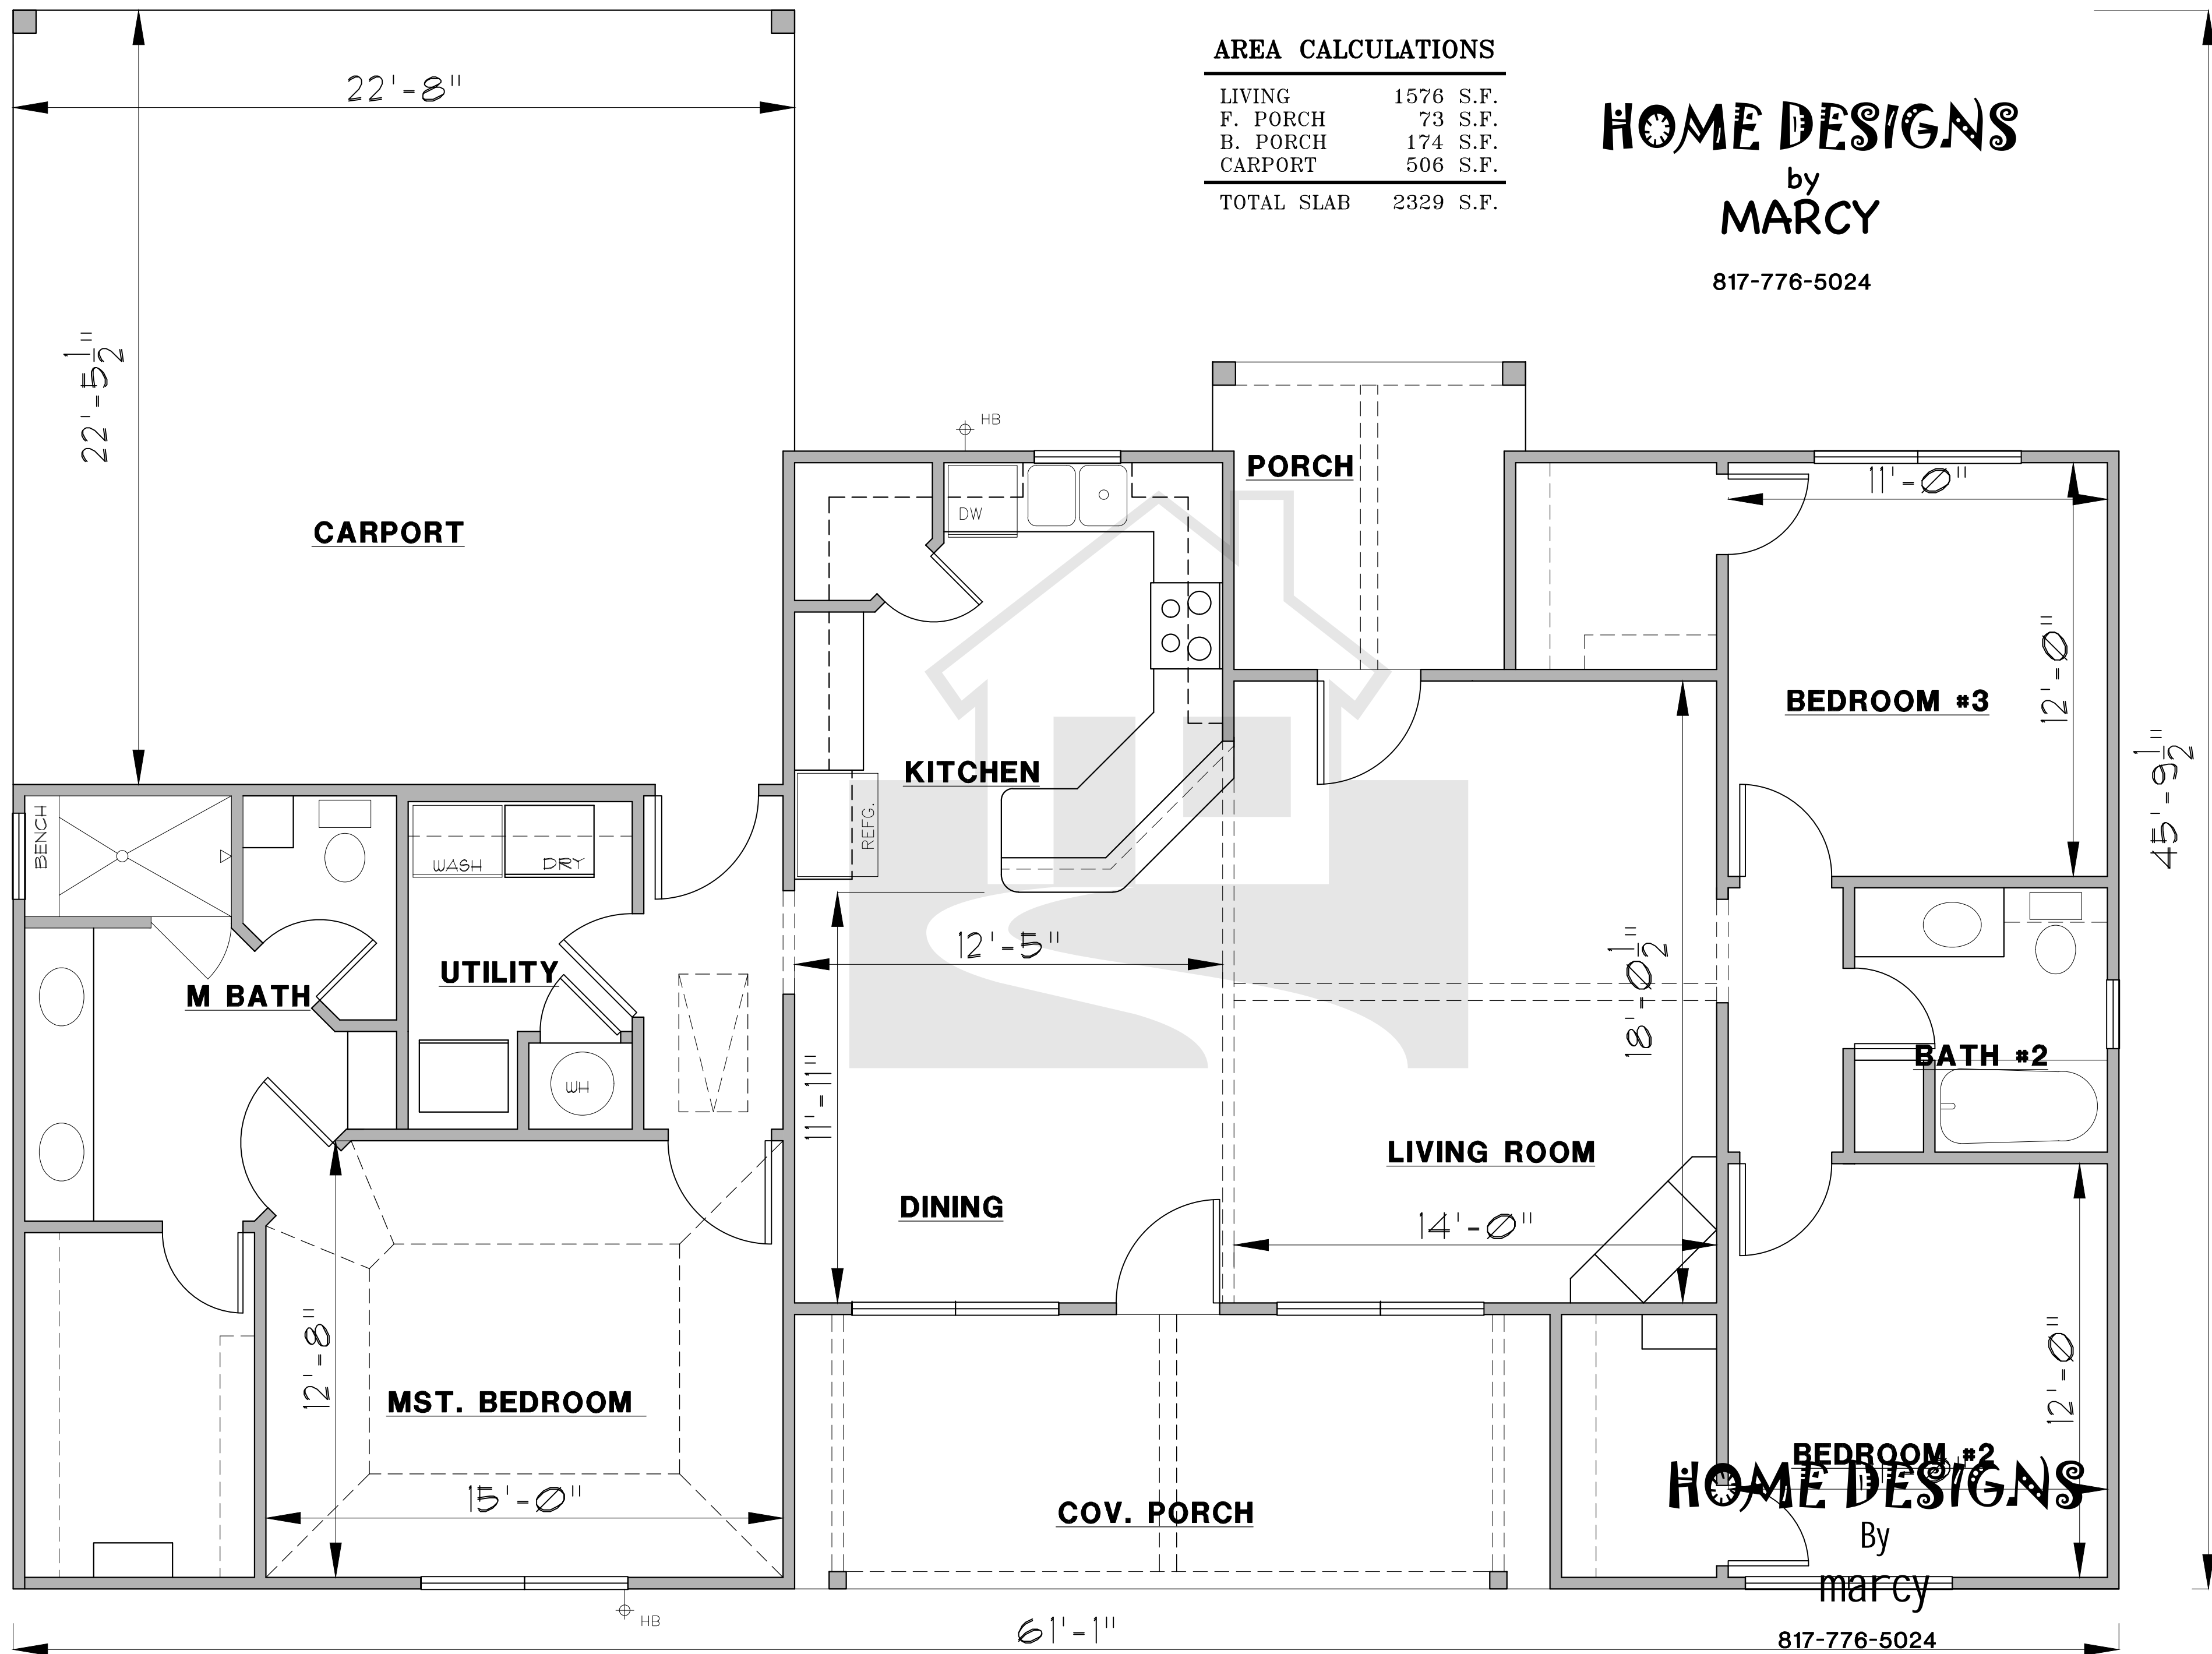 AREA CALCULATIONS
LIVING 1576 S.F.
F. PORCH 73 S.F.
B. PORCH 174 S.F.
CARPORT 506 S.F.
TOTAL SLAB 2329 S.F.
HOME DESIGNS
by
MARCY
817-776-5024
22'-8"
22'-5 1/2"
CARPORT
HB
PORCH
DW
11'-0"
12'-0"
BEDROOM #3
45'-9 1/2"
KITCHEN
REFG.
BENCH
WASH
DRY
UTILITY
M BATH
WH
12'-5"
11'-11"
18'-0 1/2"
BATH #2
LIVING ROOM
14'-0"
DINING
12'-8"
MST. BEDROOM
15'-0"
COV. PORCH
12'-0"
BEDROOM #2
HOME DESIGNS
By
marcy
817-776-5024
HB
61'-1"